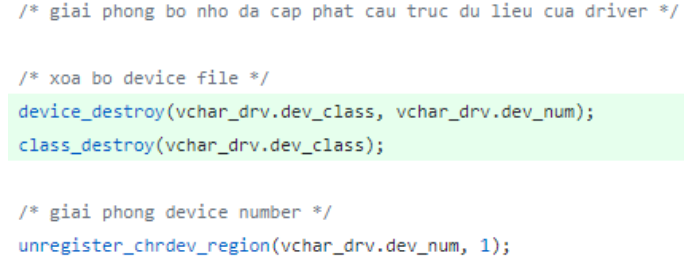 /* giai phong bo nho da cap phat cau truc du lieu cua driver */
/* xoa bo device file */
device_destroy(vchar_drv.dev_class, vchar_drv.dev_num);
class_destroy(vchar_drv.dev_class);
/* giai phong device number */
unregister_chrdev_region(vchar_drv.dev_num, 1);